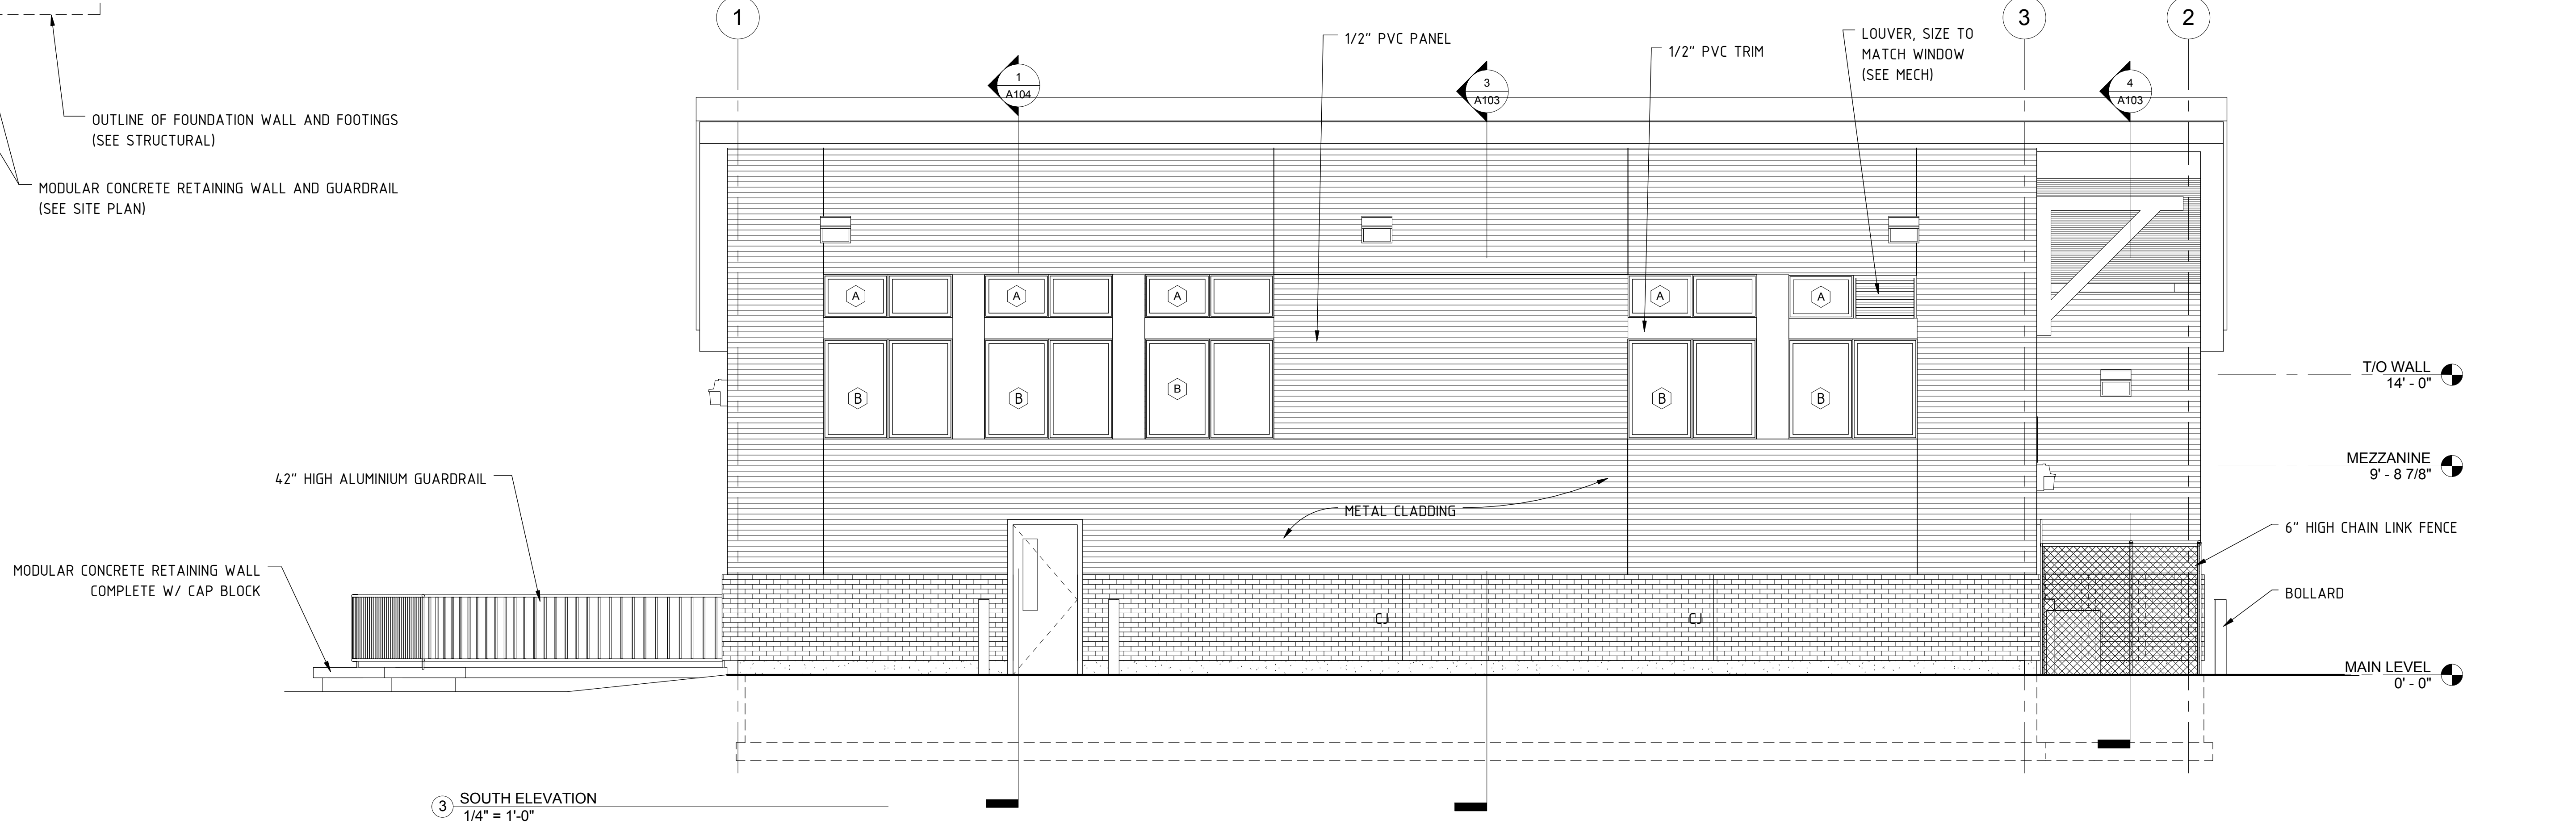 1
3
2
1/2" PVC PANEL
1/2" PVC TRIM
LOUVER, SIZE TO
MATCH WINDOW
(SEE MECH)
1
A104
3
A103
4
A103
OUTLINE OF FOUNDATION WALL AND FOOTINGS
(SEE STRUCTURAL)
MODULAR CONCRETE RETAINING WALL AND GUARDRAIL
(SEE SITE PLAN)
A
A
A
A
A
B
B
B
B
B
T/O WALL
14' - 0"
MEZZANINE
9' - 8 7/8"
42" HIGH ALUMINIUM GUARDRAIL
METAL CLADDING
6" HIGH CHAIN LINK FENCE
MODULAR CONCRETE RETAINING WALL
COMPLETE W/ CAP BLOCK
BOLLARD
CJ
CJ
MAIN LEVEL
0' - 0"
3
SOUTH ELEVATION
1/4" = 1'-0"